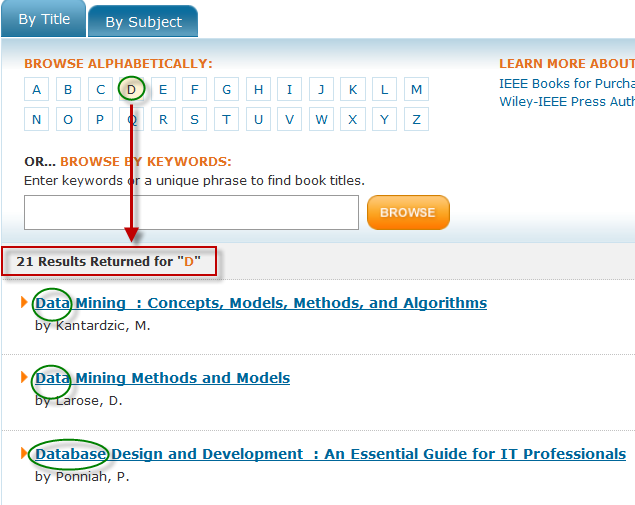 By Title
By Subject
BROWSE ALPHABETICALLY:
A B C D E F G H I J K L M
N O P Q R S T U V W X Y Z
LEARN MORE ABOUT
IEEE Books for Purcha
Wiley-IEEE Press Auth
OR... BROWSE BY KEYWORDS:
Enter keywords or a unique phrase to find book titles.
BROWSE
21 Results Returned for "D"
Data Mining : Concepts, Models, Methods, and Algorithms
by Kantardzic, M.
Data Mining Methods and Models
by Larose, D.
Database Design and Development : An Essential Guide for IT Professionals
by Ponniah, P.